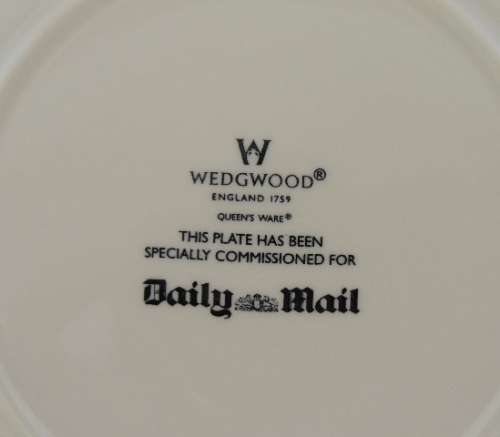 W
WEDGWOOD®
ENGLAND 1759
QUEEN'S WARE®
THIS PLATE HAS BEEN
SPECIALLY COMMISSIONED FOR
Daily Mail